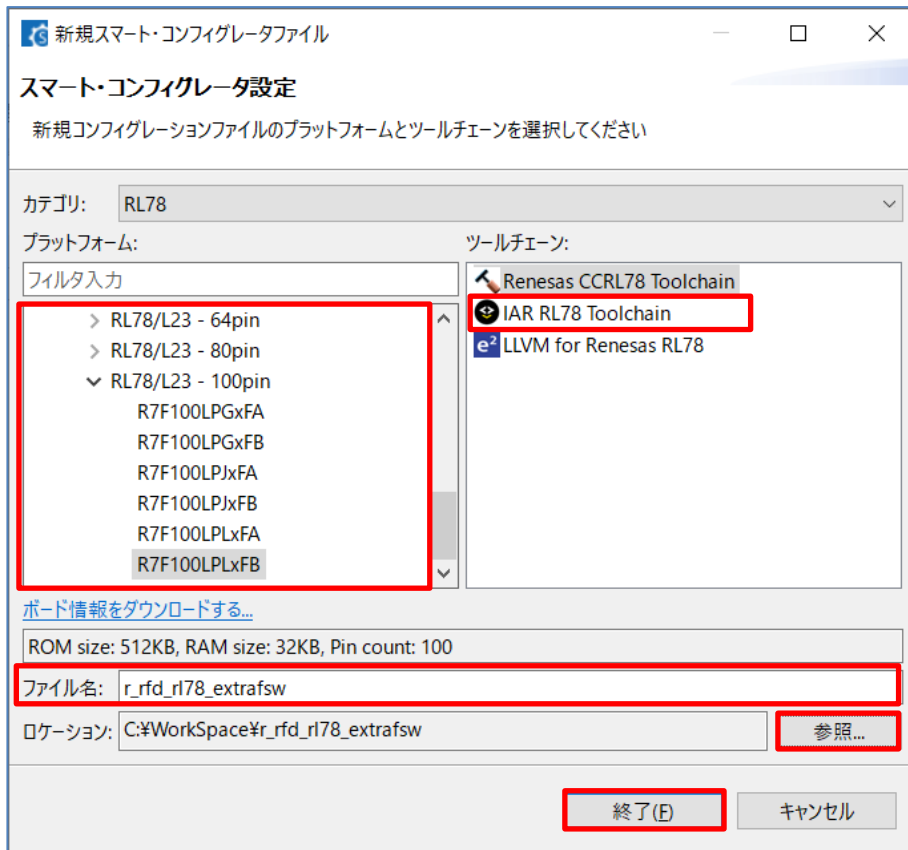 新規スマート・コンフィグレータファイル
スマート・コンフィグレータ設定
新規コンフィグレーションファイルのプラットフォームとツールチェーンを選択してください
カテゴリ: RL78
プラットフォーム: ツールチェーン:
フィルタ入力
Renesas CCRL78 Toolchain
RL78/L23 - 64pin
IAR RL78 Toolchain
RL78/L23 - 80pin
e² LLVM for Renesas RL78
RL78/L23 - 100pin
R7F100LPGxFA
R7F100LPGxFB
R7F100LPJxFA
R7F100LPJxFB
R7F100LPLxFA
R7F100LPLxFB
ボード情報をダウンロードする...
ROM size: 512KB, RAM size: 32KB, Pin count: 100
ファイル名: r_rfd_rl78_extrafsw
ロケーション: C:¥WorkSpace¥r_rfd_rl78_extrafsw 参照...
終了(F) キャンセル